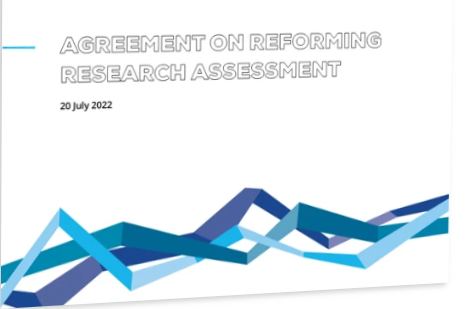 AGREEMENT ON REFORMING
RESEARCH ASSESSMENT
20 July 2022